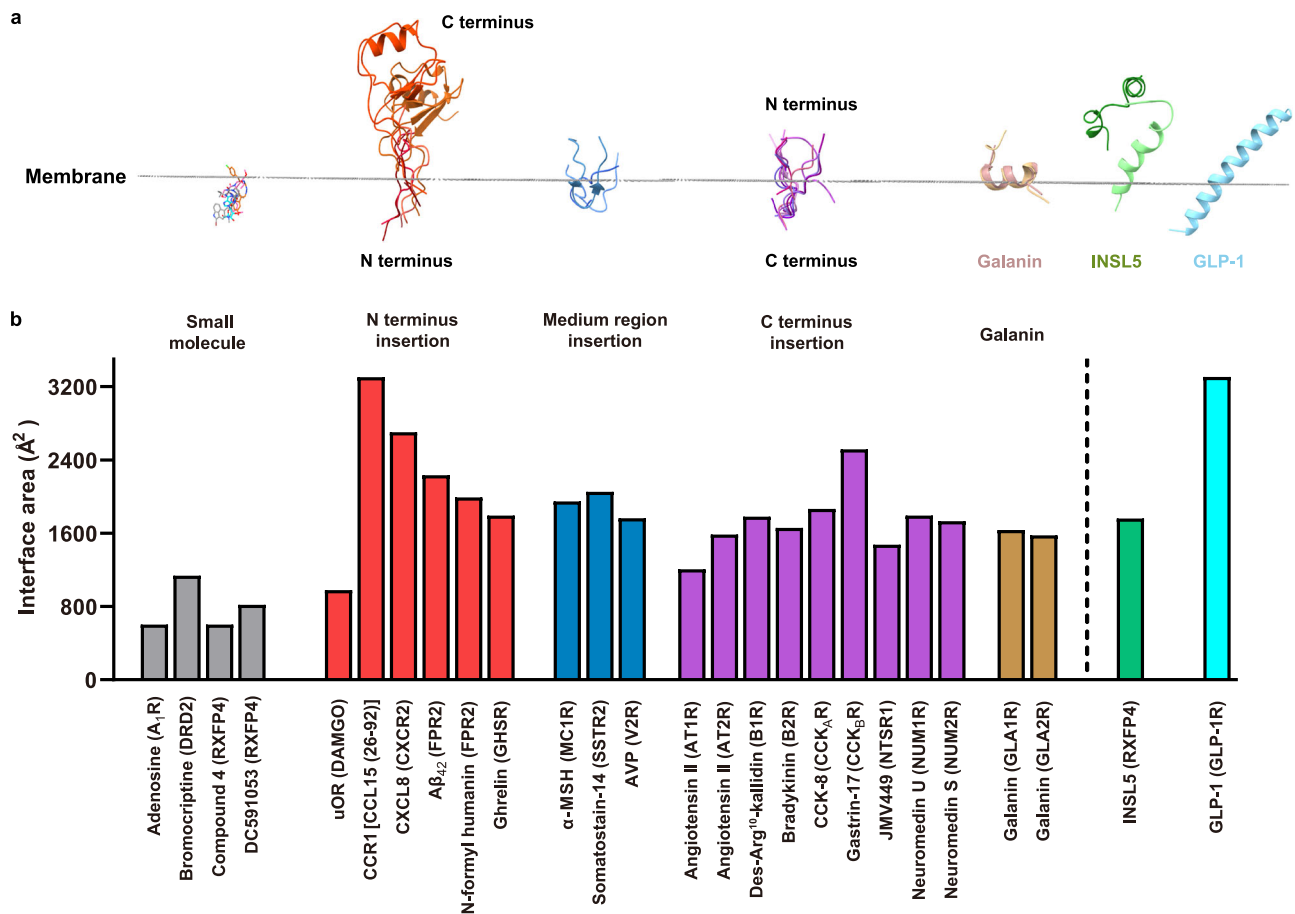 a
C terminus
N terminus
Membrane
N terminus
C terminus
Galanin
INSL5
GLP-1
b
Small
molecule
N terminus
insertion
Medium region
insertion
C terminus
insertion
Galanin
Interface area (Å²)
3200
2400
1600
800
0
Adenosine (A₁R)
Bromocriptine (DRD2)
Compound 4 (RXFP4)
DC591053 (RXFP4)
uOR (DAMGO)
CCR1 [CCL15 (26-92)]
CXCL8 (CXCR2)
Aβ₄₂ (FPR2)
N-formyl humanin (FPR2)
Ghrelin (GHSR)
α-MSH (MC1R)
Somatostain-14 (SSTR2)
AVP (V2R)
Angiotensin II (AT1R)
Angiotensin II (AT2R)
Des-Arg¹⁰-kallidin (B1R)
Bradykinin (B2R)
CCK-8 (CCK_AR)
Gastrin-17 (CCK_BR)
JMV449 (NTSR1)
Neuromedin U (NUM1R)
Neuromedin S (NUM2R)
Galanin (GLA1R)
Galanin (GLA2R)
INSL5 (RXFP4)
GLP-1 (GLP-1R)